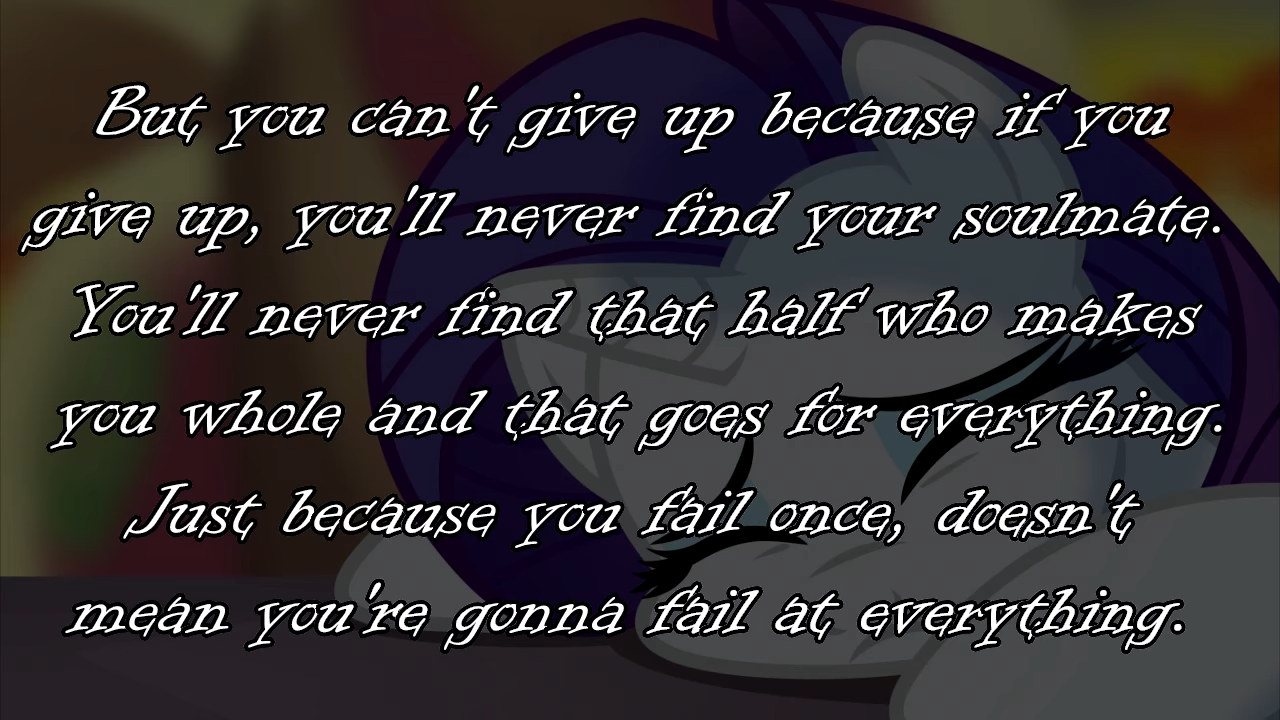 But you can't give up because if you
give up, you'll never find your soulmate.
You'll never find that half who makes
you whole and that goes for everything.
Just because you fail once, doesn't
mean you're gonna fail at everything.